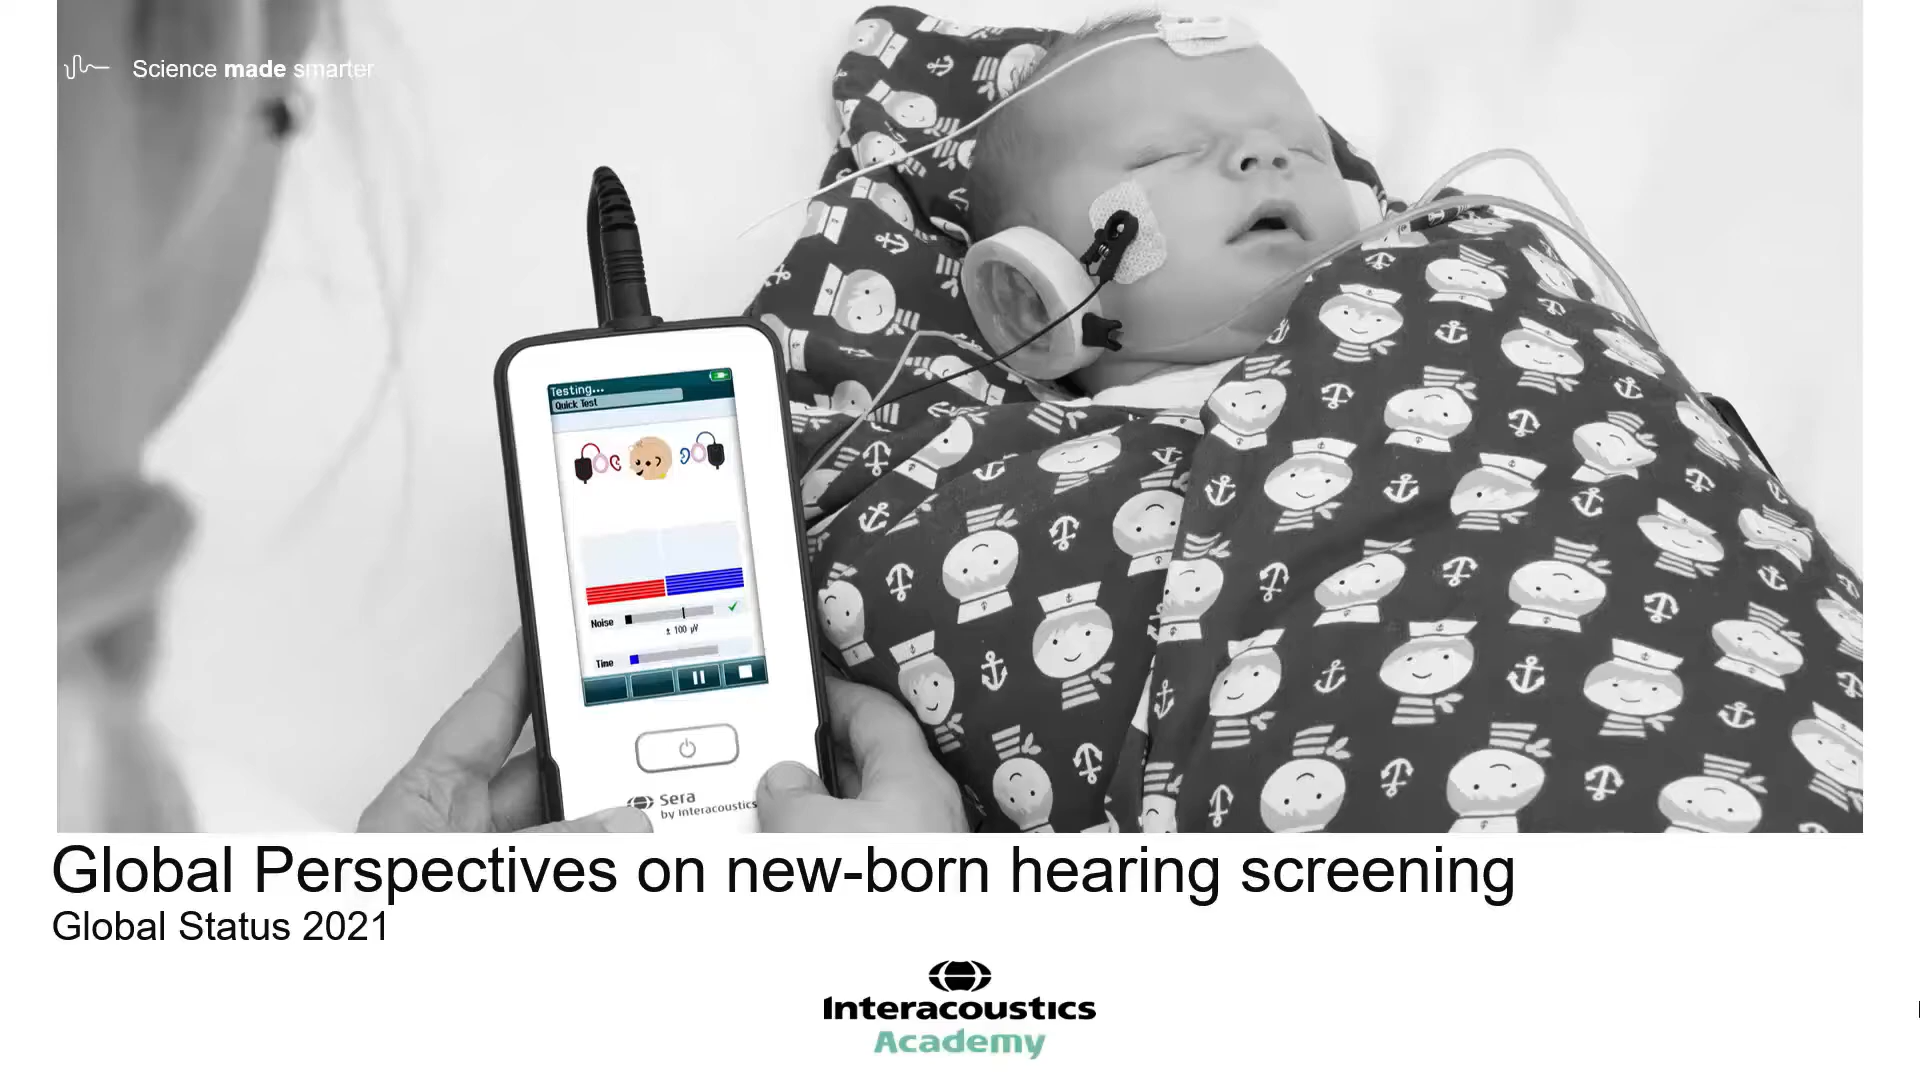 Science made smarter
Testing...
Quick Test
Noise
± 100 µV
Time
Sera
by Interacoustics
Global Perspectives on new-born hearing screening
Global Status 2021
Interacoustics
Academy